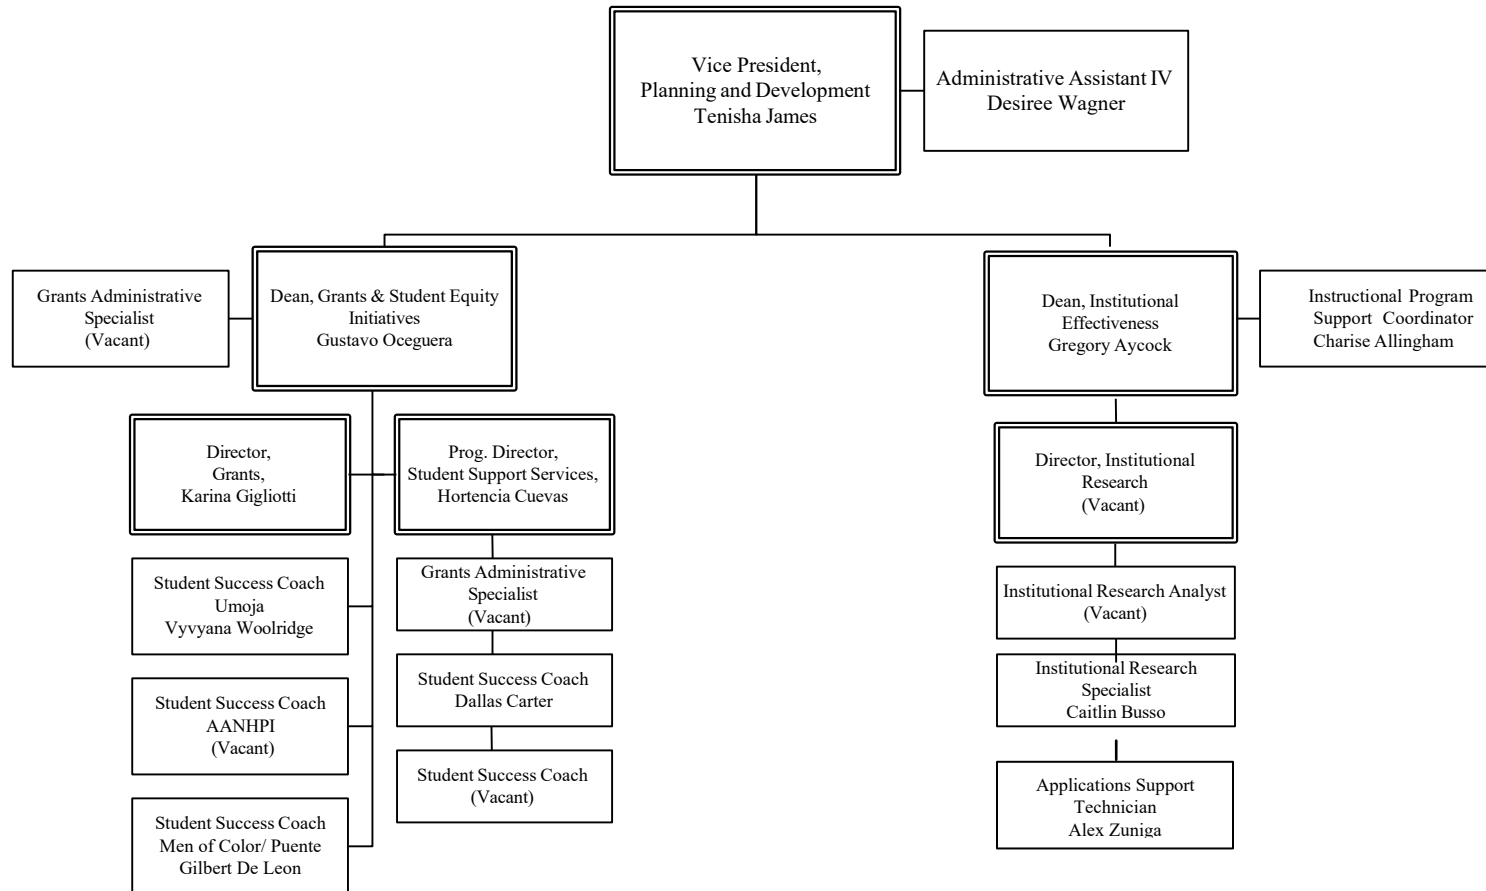 Vice President,
Planning and Development
Tenisha James
Administrative Assistant IV
Desiree Wagner
Grants Administrative
Specialist
(Vacant)
Dean, Grants & Student Equity
Initiatives
Gustavo Oceguera
Dean, Institutional
Effectiveness
Gregory Aycock
Instructional Program
Support Coordinator
Charise Allingham
Director,
Grants,
Karina Gigliotti
Prog. Director,
Student Support Services,
Hortencia Cuevas
Director, Institutional
Research
(Vacant)
Student Success Coach
Umoja
Vyvyana Woolridge
Grants Administrative
Specialist
(Vacant)
Institutional Research Analyst
(Vacant)
Student Success Coach
AANHPI
(Vacant)
Student Success Coach
Dallas Carter
Institutional Research
Specialist
Caitlin Busso
Student Success Coach
(Vacant)
Applications Support
Technician
Alex Zuniga
Student Success Coach
Men of Color/ Puente
Gilbert De Leon